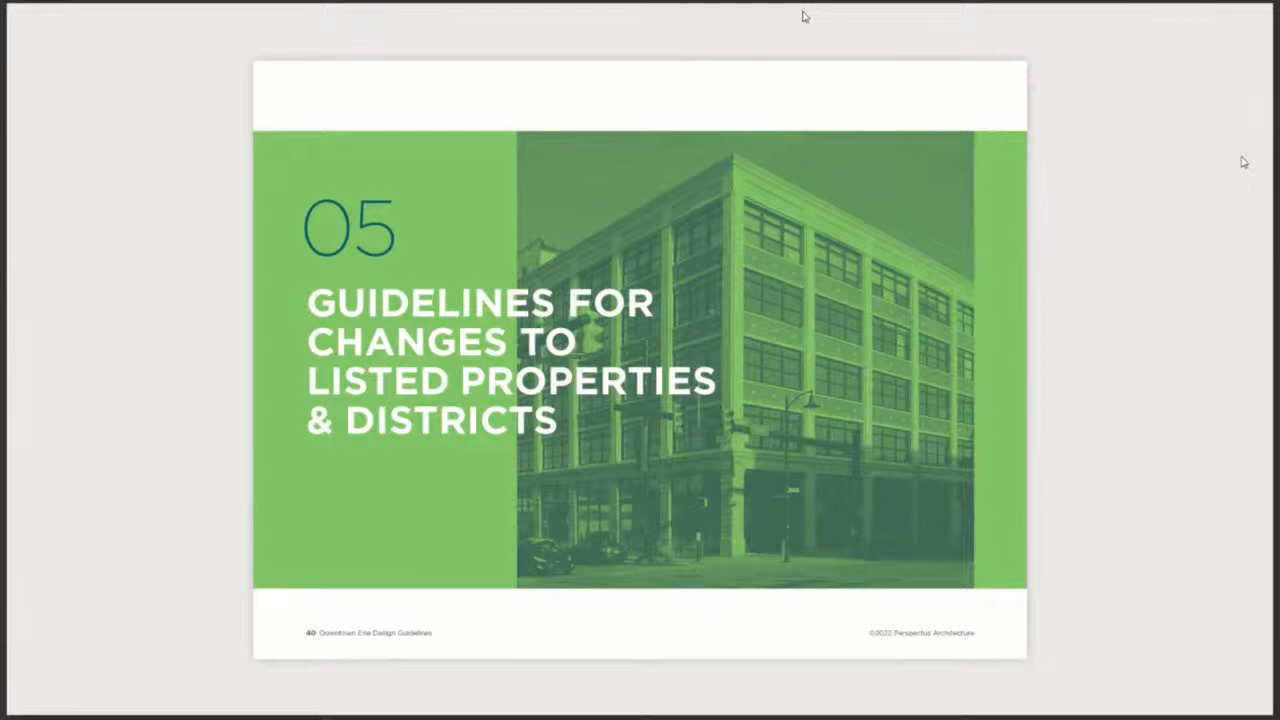 05
GUIDELINES FOR
CHANGES TO
LISTED PROPERTIES
& DISTRICTS
40 Downtown Erie Design Guidelines
©2022 Perspectus Architecture